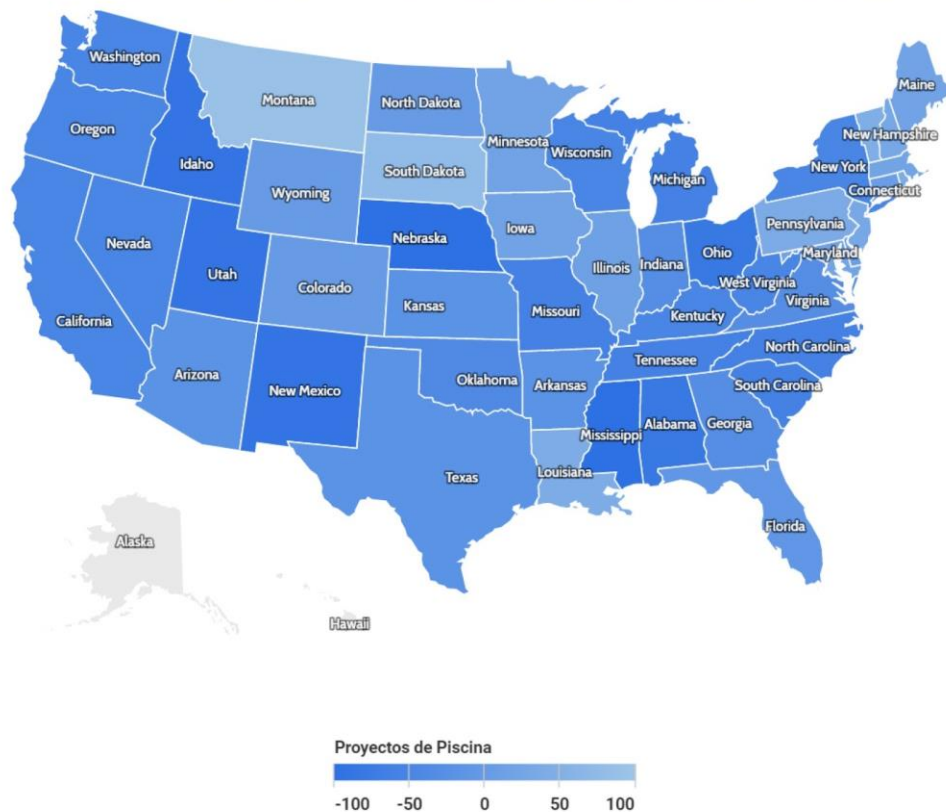 Washington
Montana
North Dakota
Maine
Oregon
Minnesota
New Hampshire
Idaho
Wisconsin
South Dakota
New York
Wyoming
Michigan
Connecticut
Pennsylvania
Iowa
Nebraska
Nevada
Ohio
Maryland
Utah
Illinois
Indiana
Colorado
West Virginia
Kansas
Virginia
Missouri
Kentucky
California
North Carolina
Tennessee
Arizona
Oklahoma
Arkansas
South Carolina
New Mexico
Mississippi
Alabama
Georgia
Louisiana
Texas
Florida
Alaska
Hawaii
Proyectos de Piscina
-100 -50 0 50 100